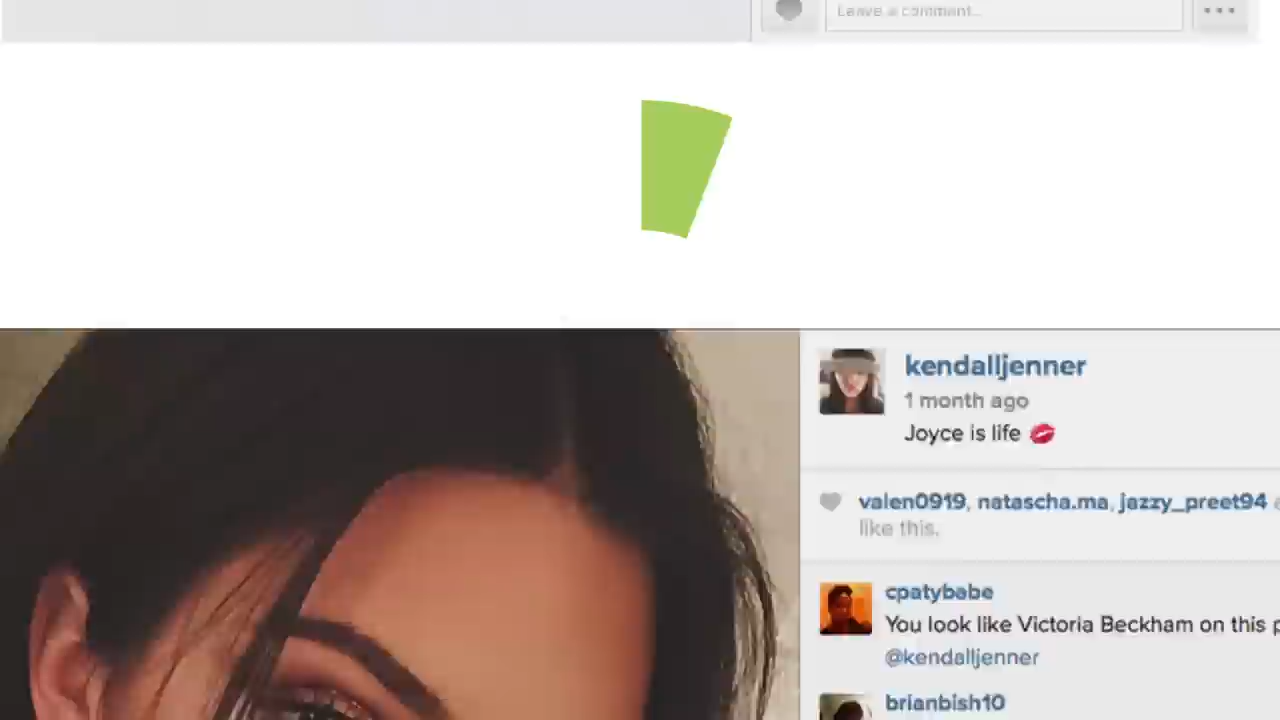 Leave a comment...
kendalljenner
1 month ago
Joyce is life 💋
valen0919, natascha.ma, jazzy_preet94
like this.
cpatybabe
You look like Victoria Beckham on this
@kendalljenner
brianbish10